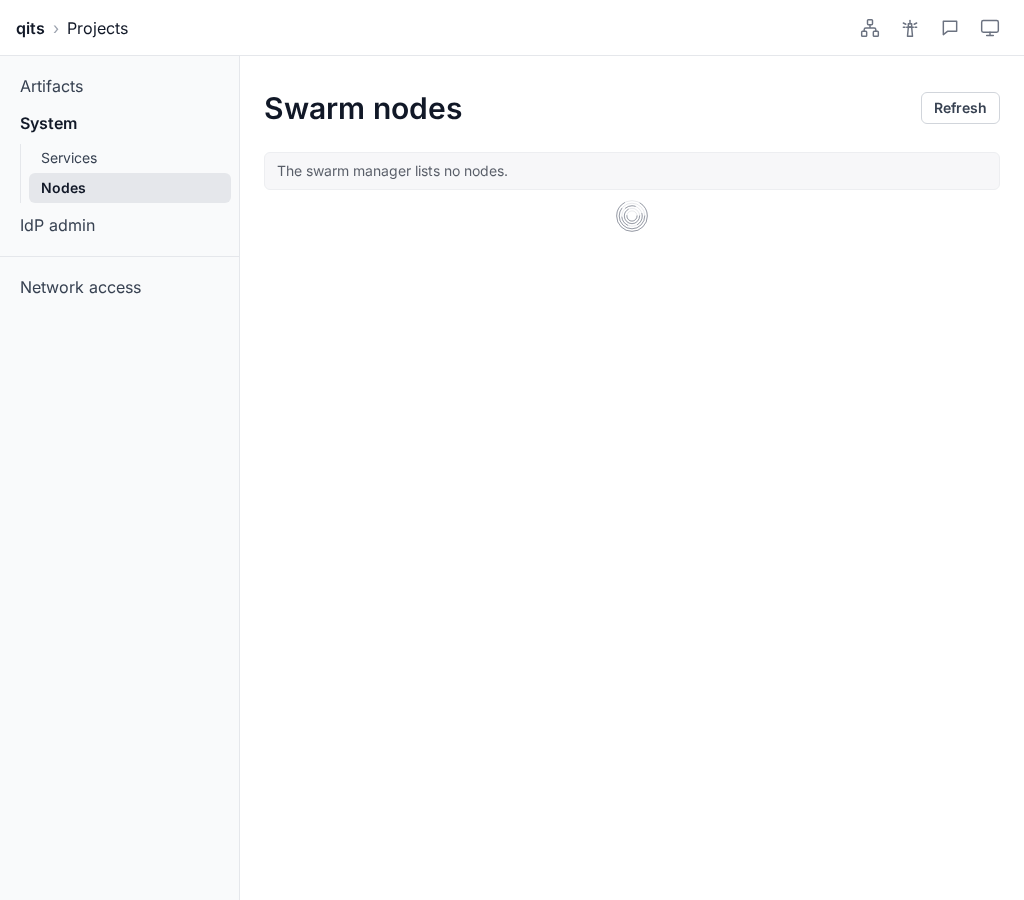 qits › Projects
Artifacts
System
Services
Nodes
IdP admin
Network access
Swarm nodes
Refresh
The swarm manager lists no nodes.